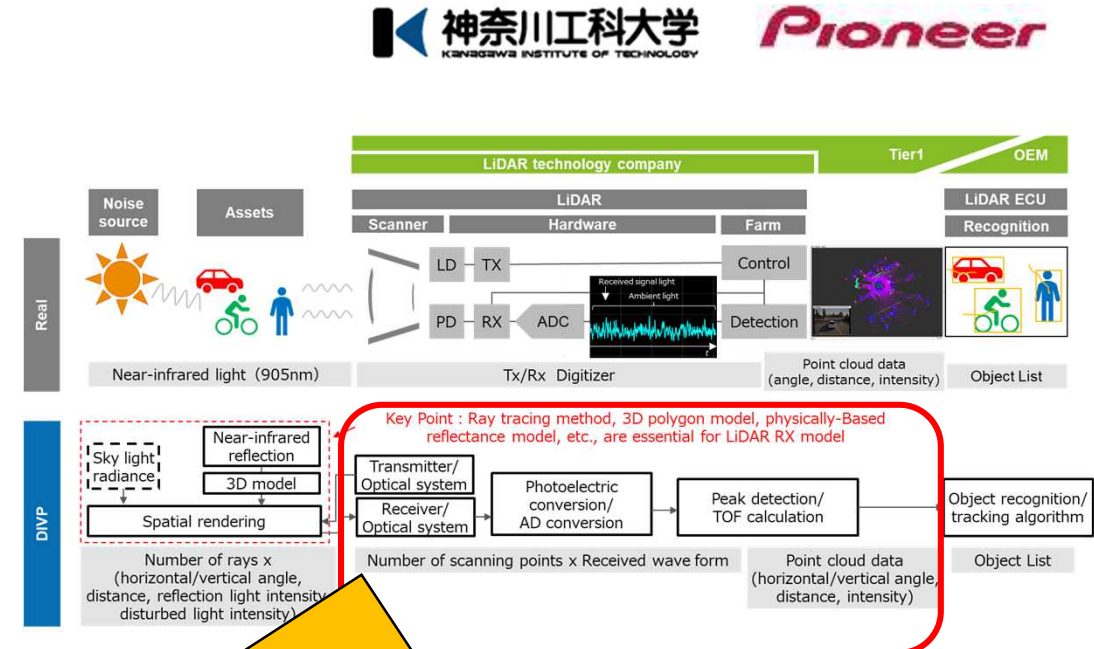 神奈川工科大学
KANAGAWA INSTITUTE OF TECHNOLOGY
Pioneer
LiDAR technology company
Tier1
OEM
Noise
source
Assets
LiDAR
LiDAR ECU
Scanner
Hardware
Farm
Recognition
Real
LD
TX
Control
Received signal light
Ambient light
PD
RX
ADC
Detection
t
Near-infrared light (905nm)
Tx/Rx Digitizer
Point cloud data
(angle, distance, intensity)
Object List
DIVP
Key Point : Ray tracing method, 3D polygon model, physically-Based
reflectance model, etc., are essential for LiDAR RX model
Sky light
radiance
Near-infrared
reflection
3D model
Spatial rendering
Transmitter/
Optical system
Receiver/
Optical system
Photoelectric
conversion/
AD conversion
Peak detection/
TOF calculation
Object recognition/
tracking algorithm
Number of rays x
(horizontal/vertical angle,
distance, reflection light intensity
disturbed light intensity)
Number of scanning points x Received wave form
Point cloud data
(horizontal/vertical angle,
distance, intensity)
Object List